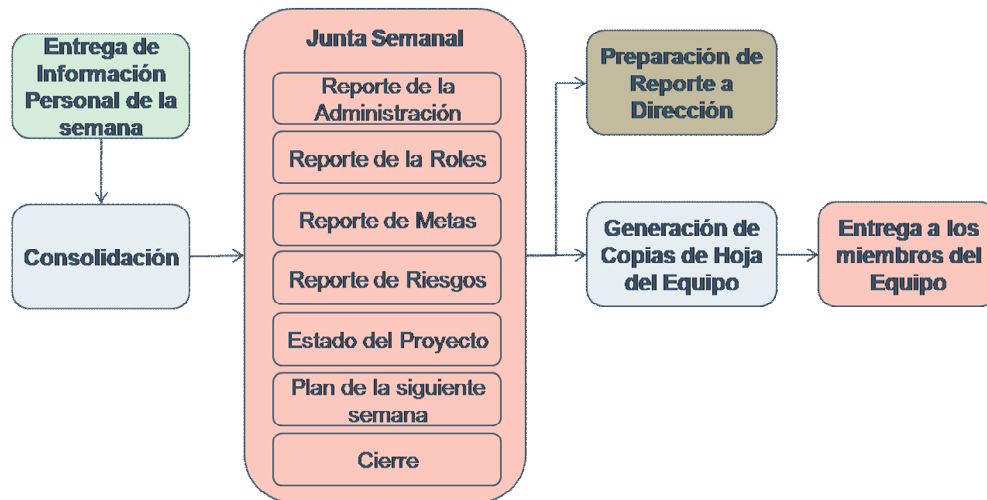 Entrega de
Información
Personal de la
semana
Consolidación
Junta Semanal
Reporte de la
Administración
Reporte de la Roles
Reporte de Metas
Reporte de Riesgos
Estado del Proyecto
Plan de la siguiente
semana
Cierre
Preparación de
Reporte a
Dirección
Generación de
Copias de Hoja
del Equipo
Entrega a los
miembros del
Equipo